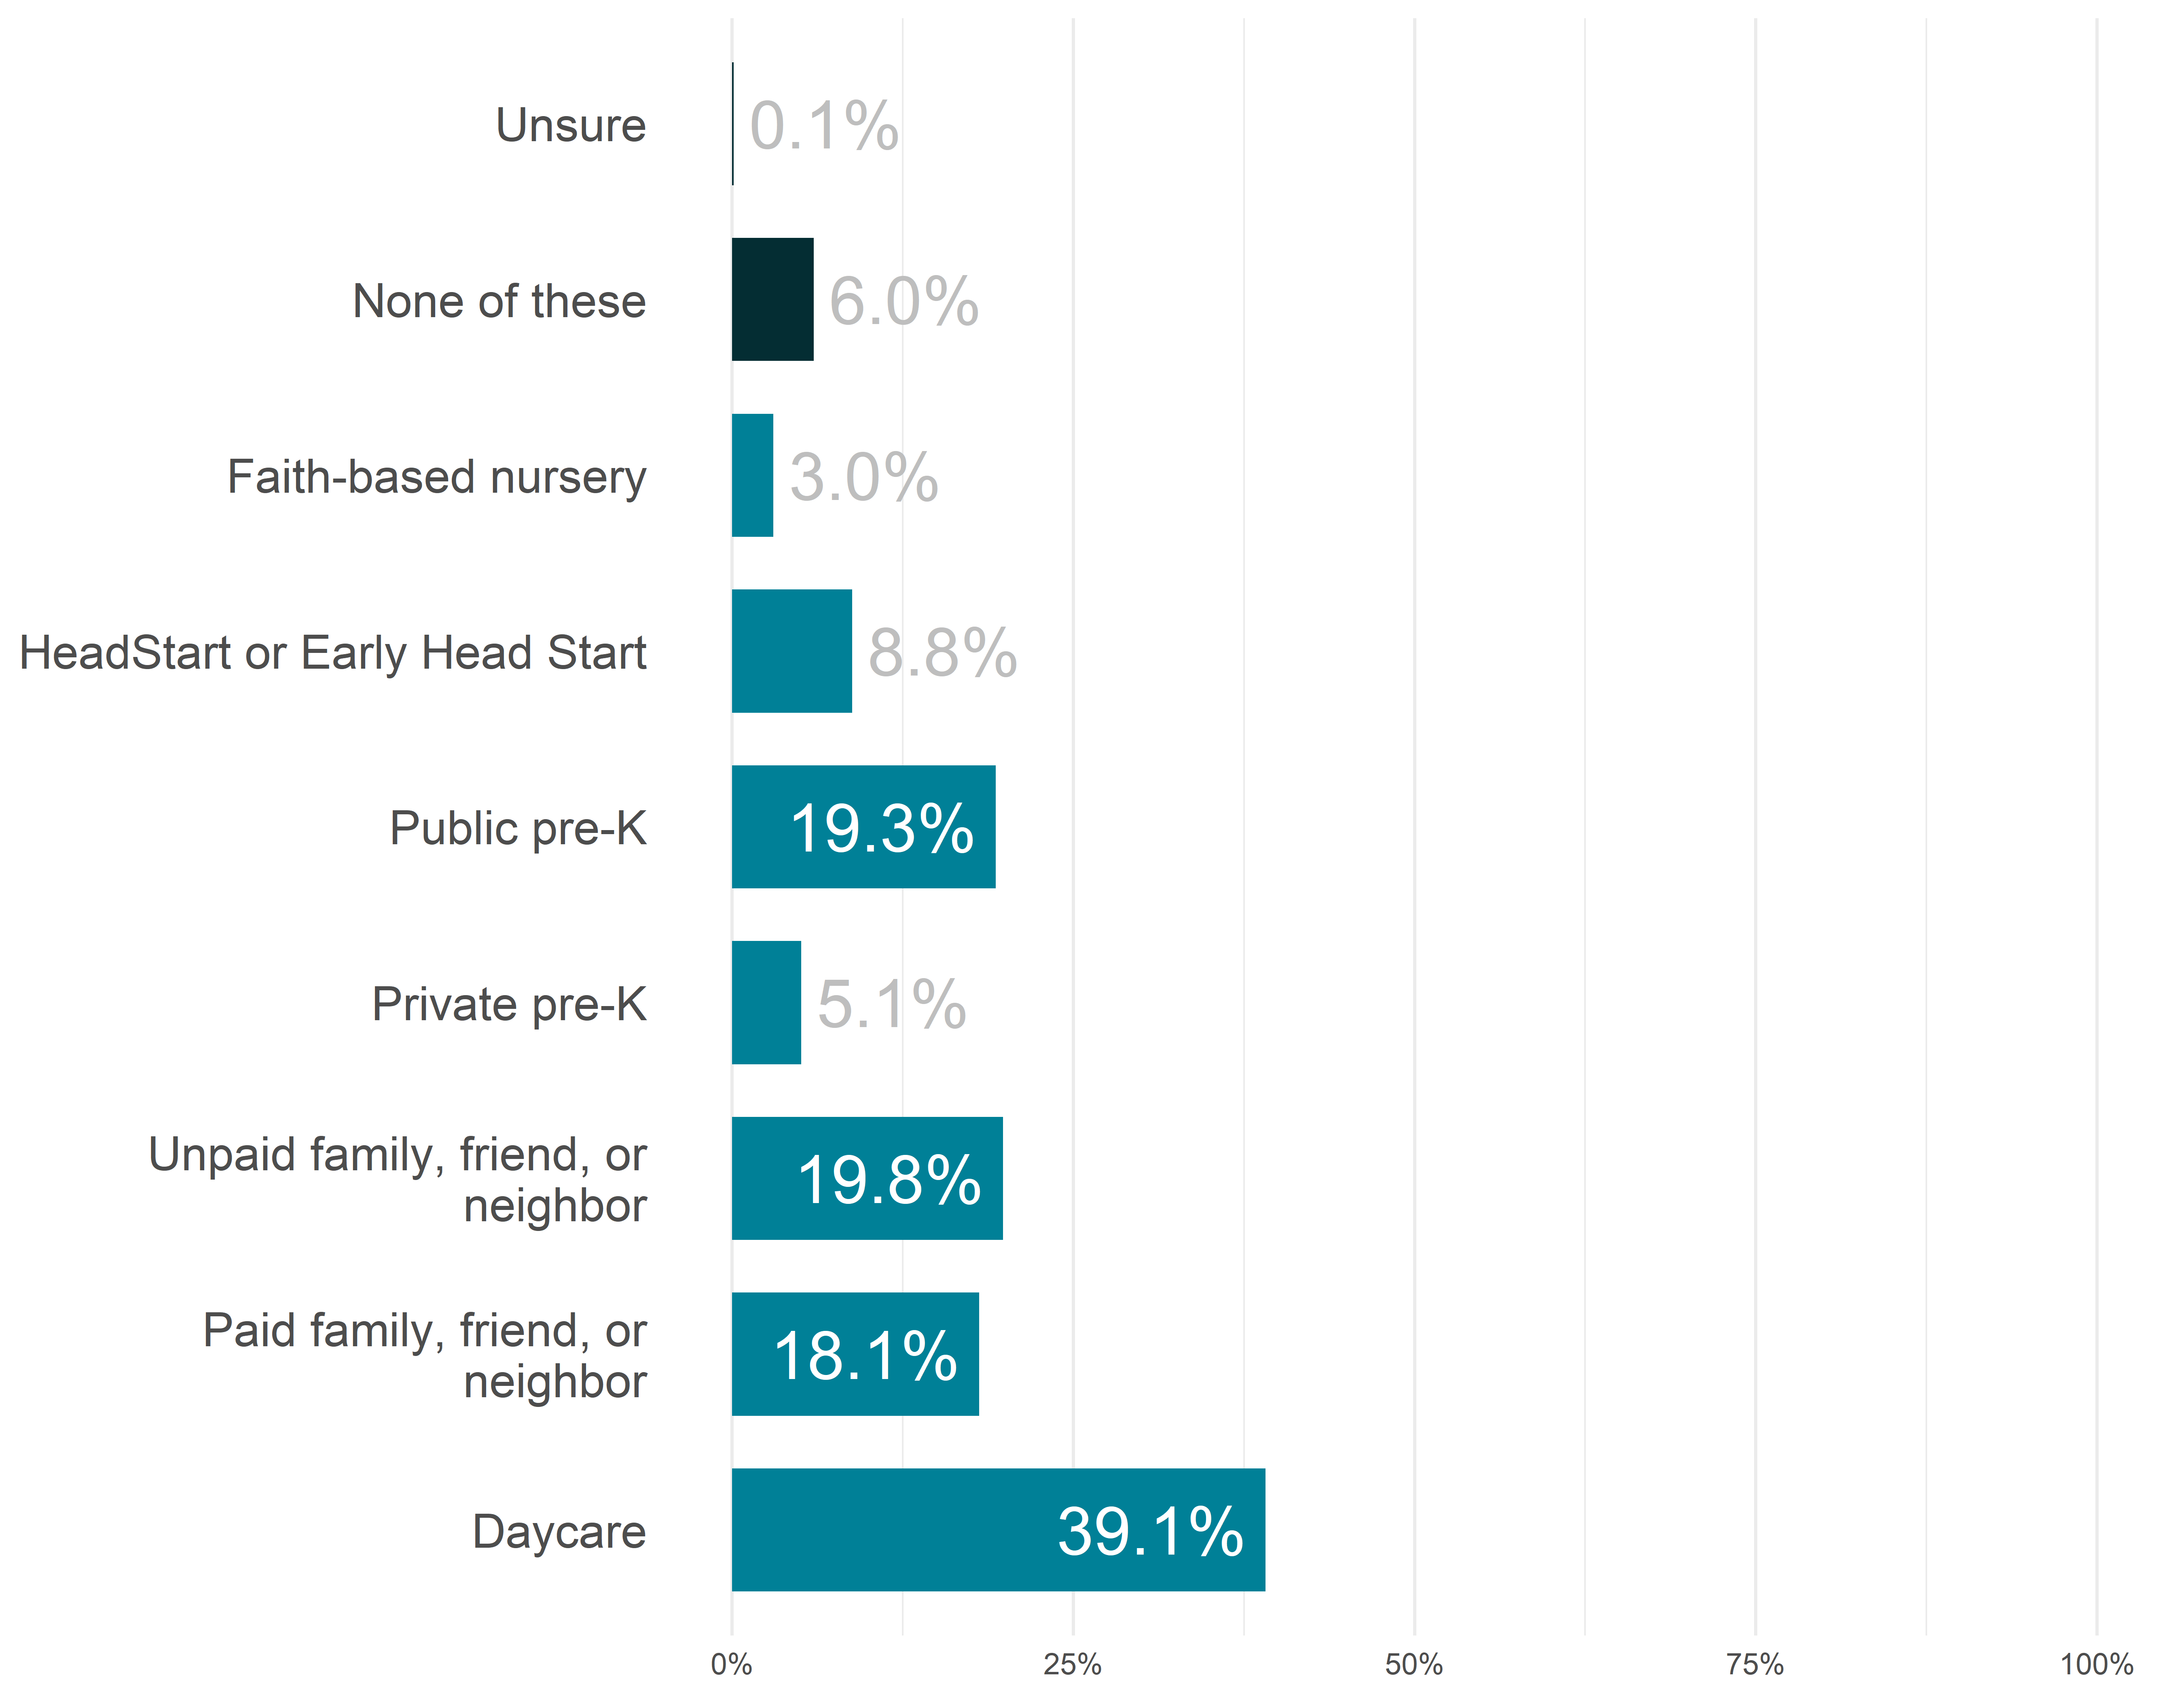 Unsure
0.1%
None of these
6.0%
Faith-based nursery
3.0%
HeadStart or Early Head Start
8.8%
Public pre-K
19.3%
Private pre-K
5.1%
Unpaid family, friend, or
neighbor
19.8%
Paid family, friend, or
neighbor
18.1%
Daycare
39.1%
0% 25% 50% 75% 100%